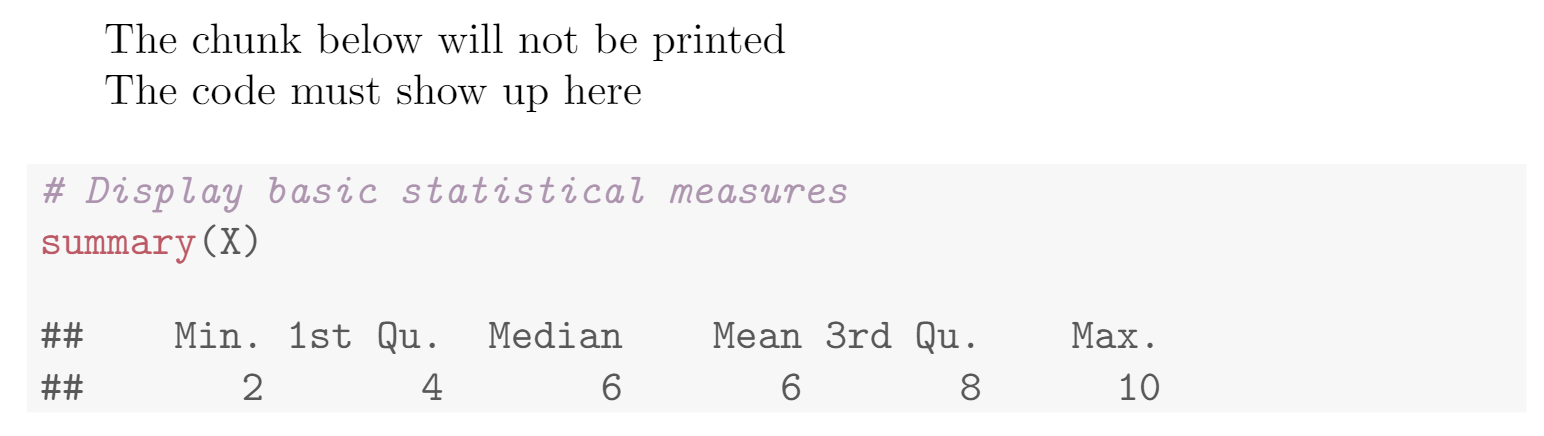 The chunk below will not be printed
The code must show up here
# Display basic statistical measures
summary(X)
##    Min. 1st Qu.  Median    Mean 3rd Qu.    Max.
##       2       4       6       6       8      10